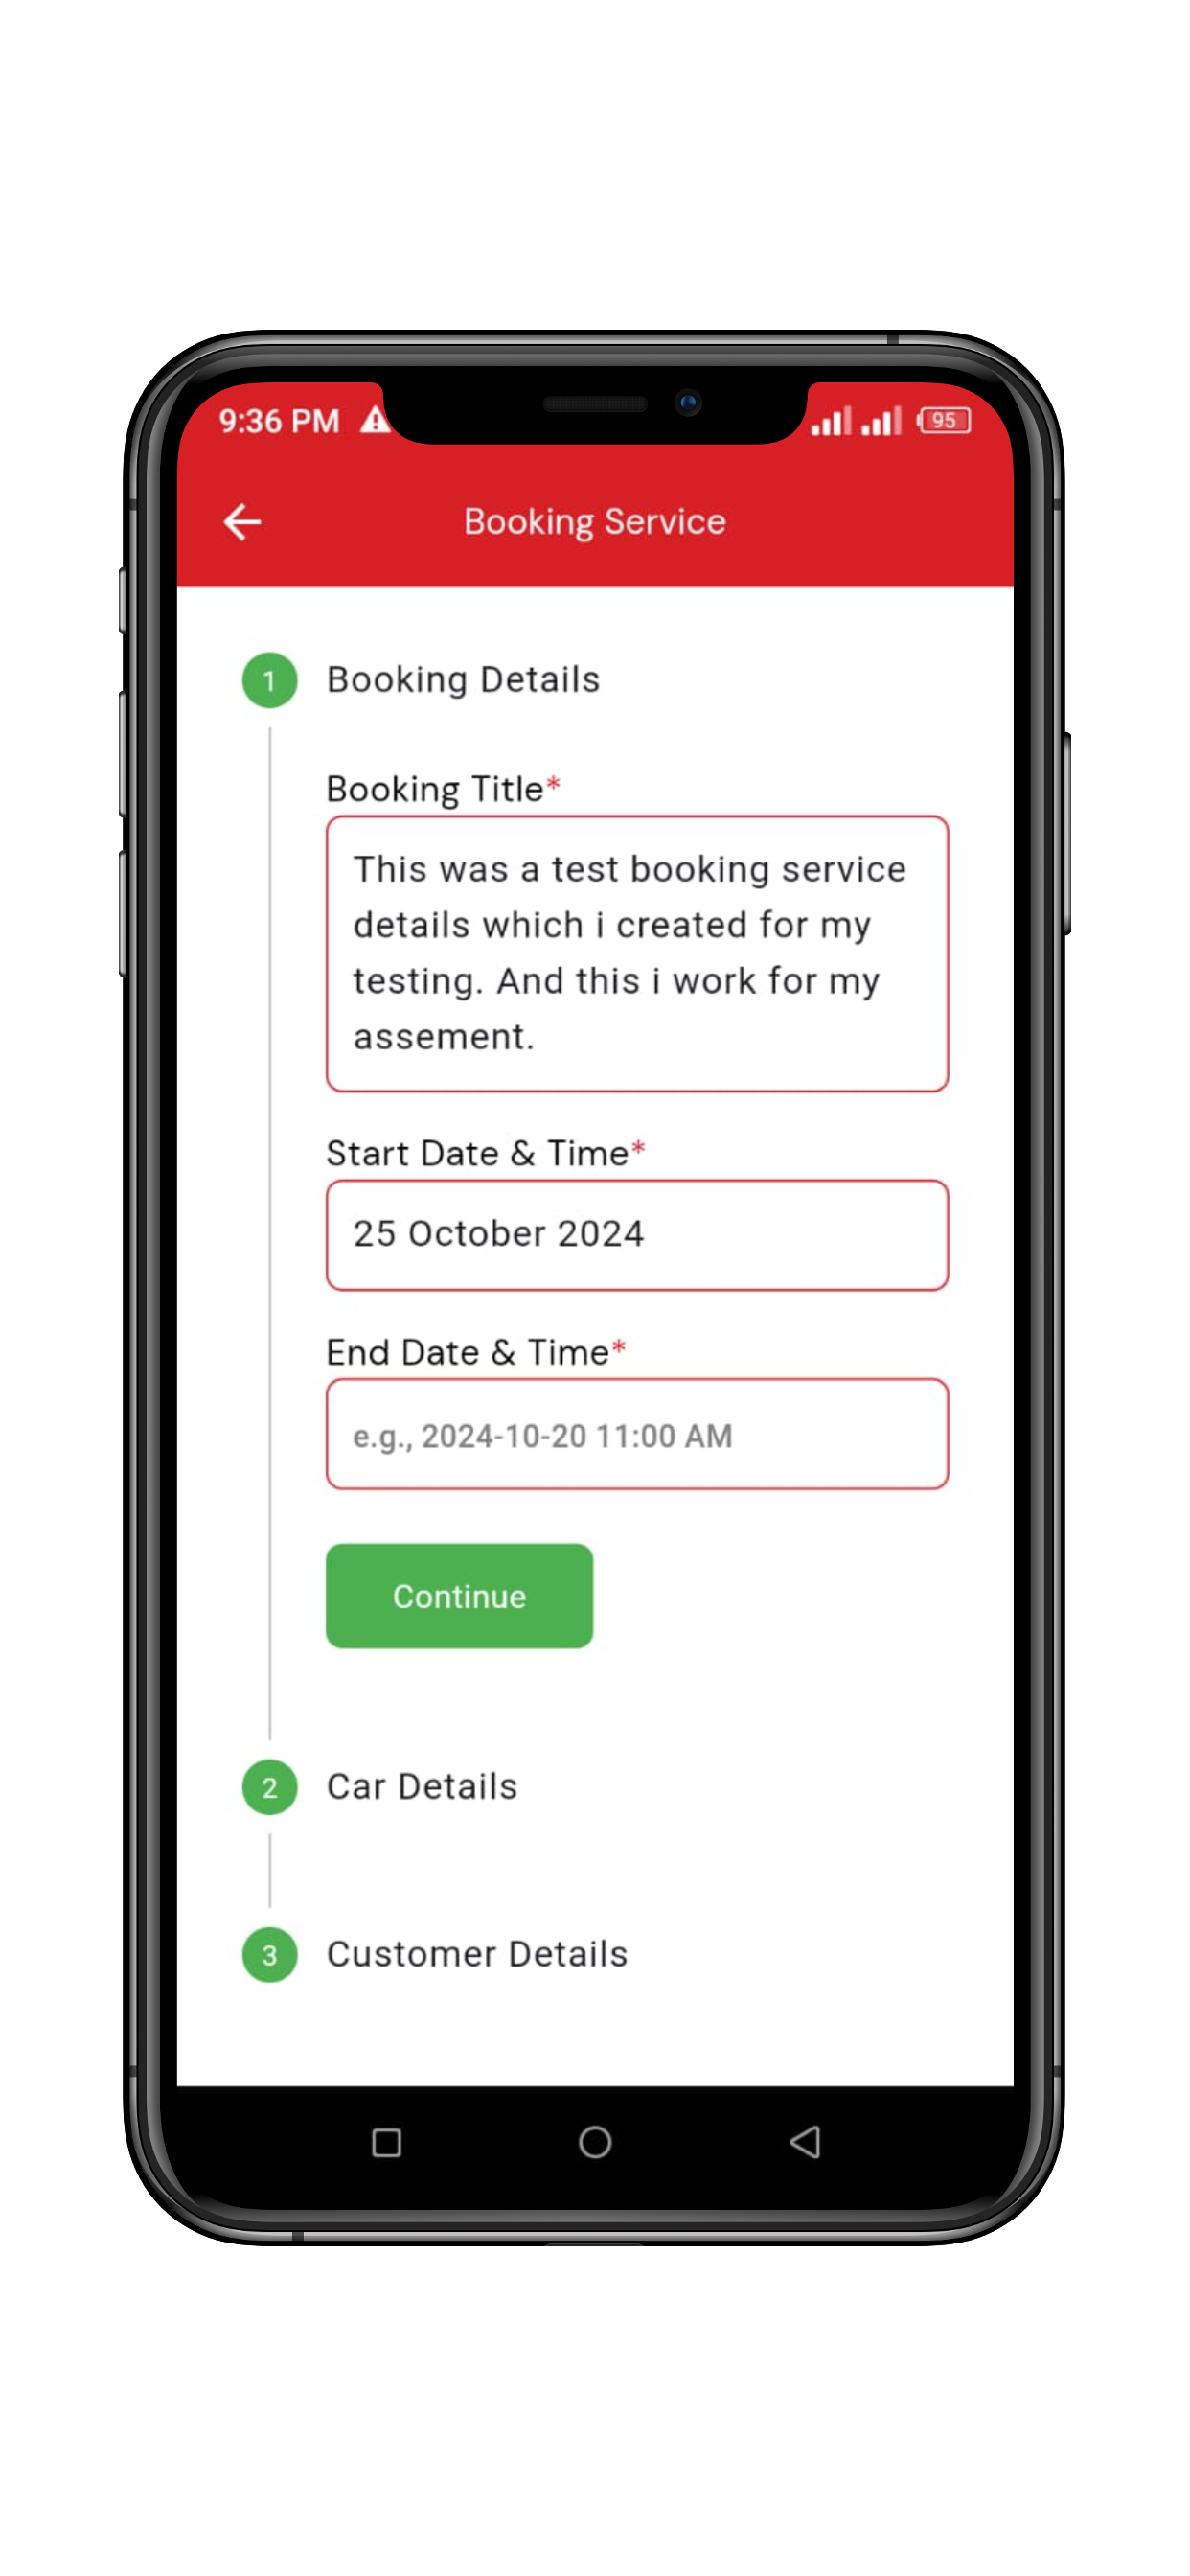 9:36 PM
95
Booking Service
1 Booking Details
Booking Title*
This was a test booking service
details which i created for my
testing. And this i work for my
assement.
Start Date & Time*
25 October 2024
End Date & Time*
e.g., 2024-10-20 11:00 AM
Continue
2 Car Details
3 Customer Details